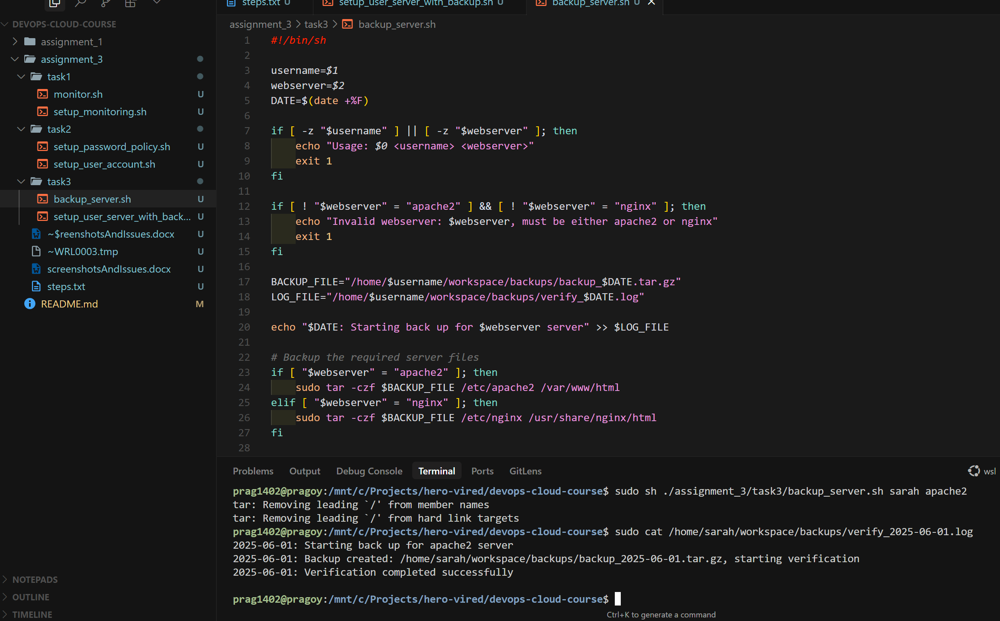 steps.txt U
setup_user_server_with_backup.sh U
backup_server.sh U
DEVOPS-CLOUD-COURSE
assignment_1
assignment_3
task1
monitor.sh U
setup_monitoring.sh U
task2
setup_password_policy.sh U
setup_user_account.sh U
task3
backup_server.sh U
setup_user_server_with_back... U
~$reenshotsAndIssues.docx U
~WRL0003.tmp U
screenshotsAndIssues.docx U
steps.txt U
README.md M
NOTEPADS
OUTLINE
TIMELINE
assignment_3 > task3 > backup_server.sh
1 #!/bin/sh
2
3 username=$1
4 webserver=$2
5 DATE=$(date +%F)
6
7 if [ -z "$username" ] || [ -z "$webserver" ]; then
8     echo "Usage: $0 <username> <webserver>"
9     exit 1
10 fi
11
12 if [ ! "$webserver" = "apache2" ] && [ ! "$webserver" = "nginx" ]; then
13     echo "Invalid webserver: $webserver, must be either apache2 or nginx"
14     exit 1
15 fi
16
17 BACKUP_FILE="/home/$username/workspace/backups/backup_$DATE.tar.gz"
18 LOG_FILE="/home/$username/workspace/backups/verify_$DATE.log"
19
20 echo "$DATE: Starting back up for $webserver server" >> $LOG_FILE
21
22 # Backup the required server files
23 if [ "$webserver" = "apache2" ]; then
24     sudo tar -czf $BACKUP_FILE /etc/apache2 /var/www/html
25 elif [ "$webserver" = "nginx" ]; then
26     sudo tar -czf $BACKUP_FILE /etc/nginx /usr/share/nginx/html
27 fi
28
Problems Output Debug Console Terminal Ports GitLens wsl
prag1402@pragoy:/mnt/c/Projects/hero-vired/devops-cloud-course$ sudo sh ./assignment_3/task3/backup_server.sh sarah apache2
tar: Removing leading `/' from member names
tar: Removing leading `/' from hard link targets
prag1402@pragoy:/mnt/c/Projects/hero-vired/devops-cloud-course$ sudo cat /home/sarah/workspace/backups/verify_2025-06-01.log
2025-06-01: Starting back up for apache2 server
2025-06-01: Backup created: /home/sarah/workspace/backups/backup_2025-06-01.tar.gz, starting verification
2025-06-01: Verification completed successfully
prag1402@pragoy:/mnt/c/Projects/hero-vired/devops-cloud-course$
Ctrl+K to generate a command